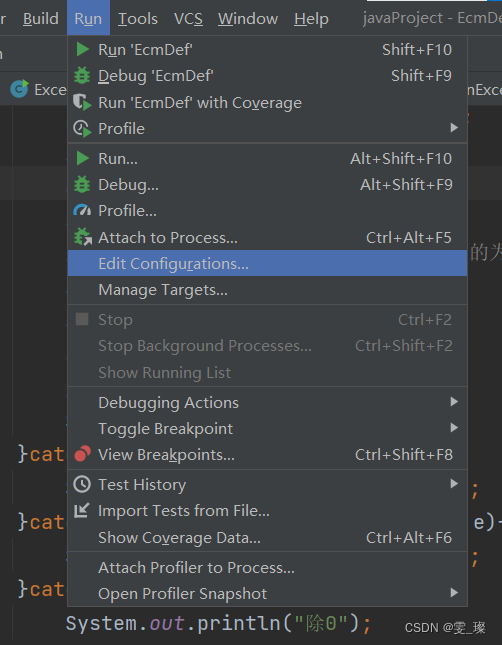 r Build Run Tools VCS Window Help javaProject - EcmDe
n
Run 'EcmDef' Shift+F10
Debug 'EcmDef' Shift+F9
Exce Run 'EcmDef' with Coverage nExce
Profile
Run... Alt+Shift+F10
Debug... Alt+Shift+F9
Profile...
Attach to Process... Ctrl+Alt+F5
的为
Edit Configurations...
Manage Targets...
Stop Ctrl+F2
Stop Background Processes... Ctrl+Shift+F2
Show Running List
Debugging Actions
Toggle Breakpoint
}cat View Breakpoints... Ctrl+Shift+F8
Test History ;
}cat Import Tests from File... e)
Show Coverage Data... Ctrl+Alt+F6 ;
Attach Profiler to Process...
}cat Open Profiler Snapshot
System.out.println("除0");
CSDN @雯_璨